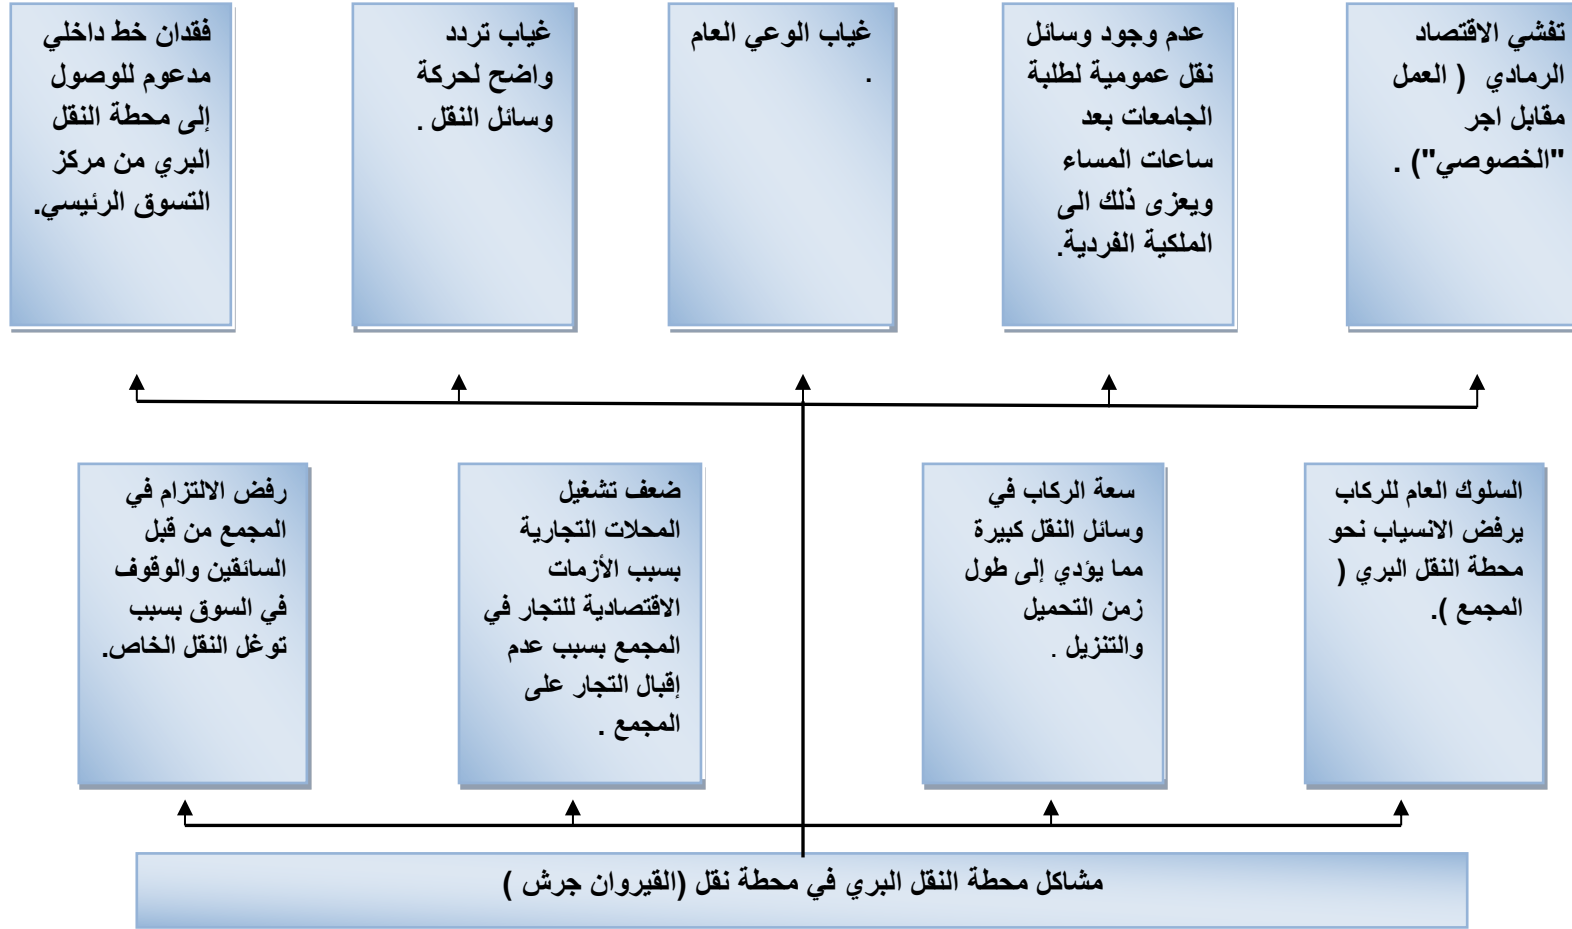 تفشي الاقتصاد
الرمادي ( العمل
مقابل اجر
"الخصوصي") .
عدم وجود وسائل
نقل عمومية لطلبة
الجامعات بعد
ساعات المساء
ويعزى ذلك الى
الملكية الفردية.
غياب الوعي العام
.
غياب تردد
واضح لحركة
وسائل النقل .
فقدان خط داخلي
مدعوم للوصول
إلى محطة النقل
البري من مركز
التسوق الرئيسي.
السلوك العام للركاب
يرفض الانسياب نحو
محطة النقل البري (
المجمع ).
سعة الركاب في
وسائل النقل كبيرة
مما يؤدي إلى طول
زمن التحميل
والتنزيل .
ضعف تشغيل
المحلات التجارية
بسبب الأزمات
الاقتصادية للتجار في
المجمع بسبب عدم
إقبال التجار على
المجمع .
رفض الالتزام في
المجمع من قبل
السائقين والوقوف
في السوق بسبب
توغل النقل الخاص.
مشاكل محطة النقل البري في محطة نقل (القيروان جرش )